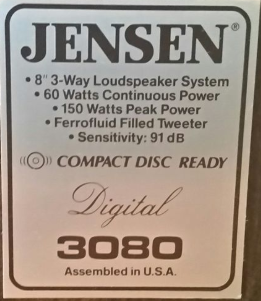 JENSEN®
• 8" 3-Way Loudspeaker System
• 60 Watts Continuous Power
• 150 Watts Peak Power
• Ferrofluid Filled Tweeter
• Sensitivity: 91 dB
COMPACT DISC READY
Digital
3080
Assembled in U.S.A.